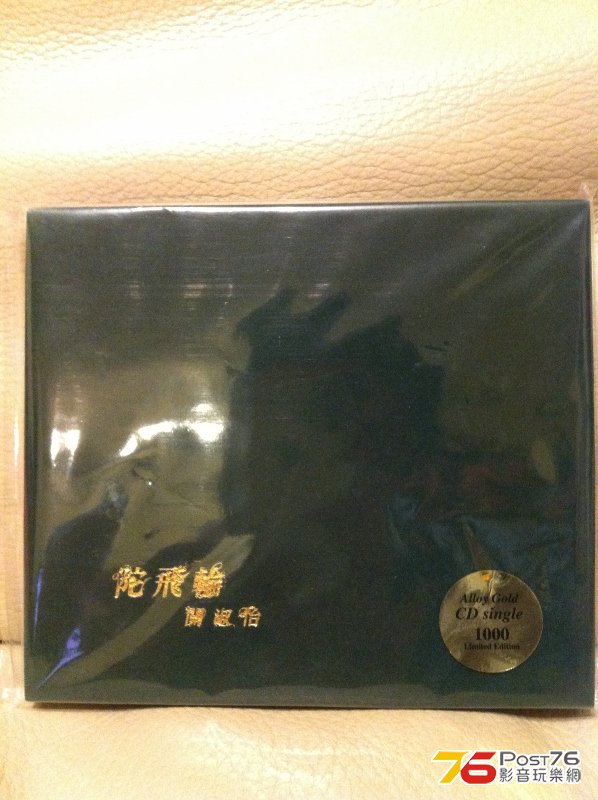 陀飛輪
關淑怡
Alloy Gold
CD single
1000
Limited Edition
76 Post76
影音玩樂網